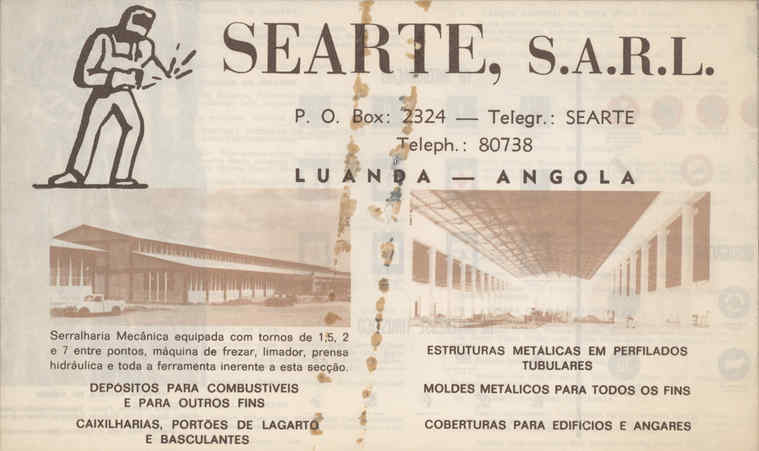 SEARTE, S.A.R.L.
P. O. Box: 2324 — Telegr.: SEARTE
Teleph.: 80738
LUANDA — ANGOLA
Serralharia Mecânica equipada com tornos de 1,5, 2
e 7 entre pontos, máquina de frezar, limador, prensa
hidráulica e toda a ferramenta inerente a esta secção.
DEPÓSITOS PARA COMBUSTÍVEIS
E PARA OUTROS FINS
CAIXILHARIAS, PORTÕES DE LAGARTO
E BASCULANTES
ESTRUTURAS METÁLICAS EM PERFILADOS
TUBULARES
MOLDES METÁLICOS PARA TODOS OS FINS
COBERTURAS PARA EDIFÍCIOS E ANGARES